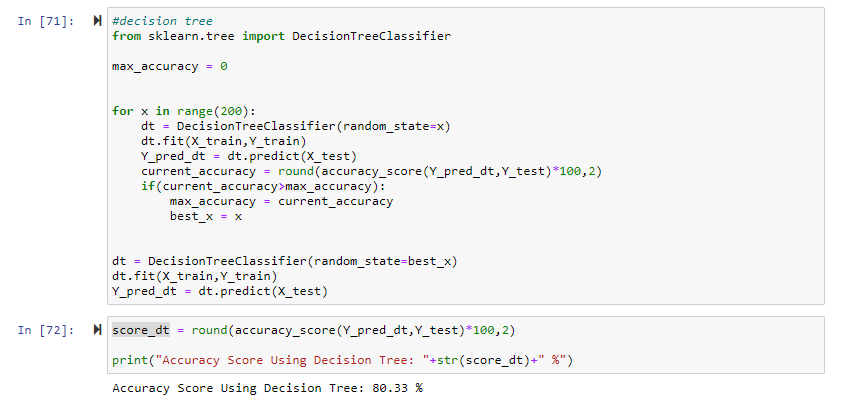 In [71]:
#decision tree
from sklearn.tree import DecisionTreeClassifier
max_accuracy = 0
for x in range(200):
    dt = DecisionTreeClassifier(random_state=x)
    dt.fit(X_train,Y_train)
    Y_pred_dt = dt.predict(X_test)
    current_accuracy = round(accuracy_score(Y_pred_dt,Y_test)*100,2)
    if(current_accuracy>max_accuracy):
        max_accuracy = current_accuracy
        best_x = x
dt = DecisionTreeClassifier(random_state=best_x)
dt.fit(X_train,Y_train)
Y_pred_dt = dt.predict(X_test)
In [72]:
score_dt = round(accuracy_score(Y_pred_dt,Y_test)*100,2)
print("Accuracy Score Using Decision Tree: "+str(score_dt)+" %")
Accuracy Score Using Decision Tree: 80.33 %